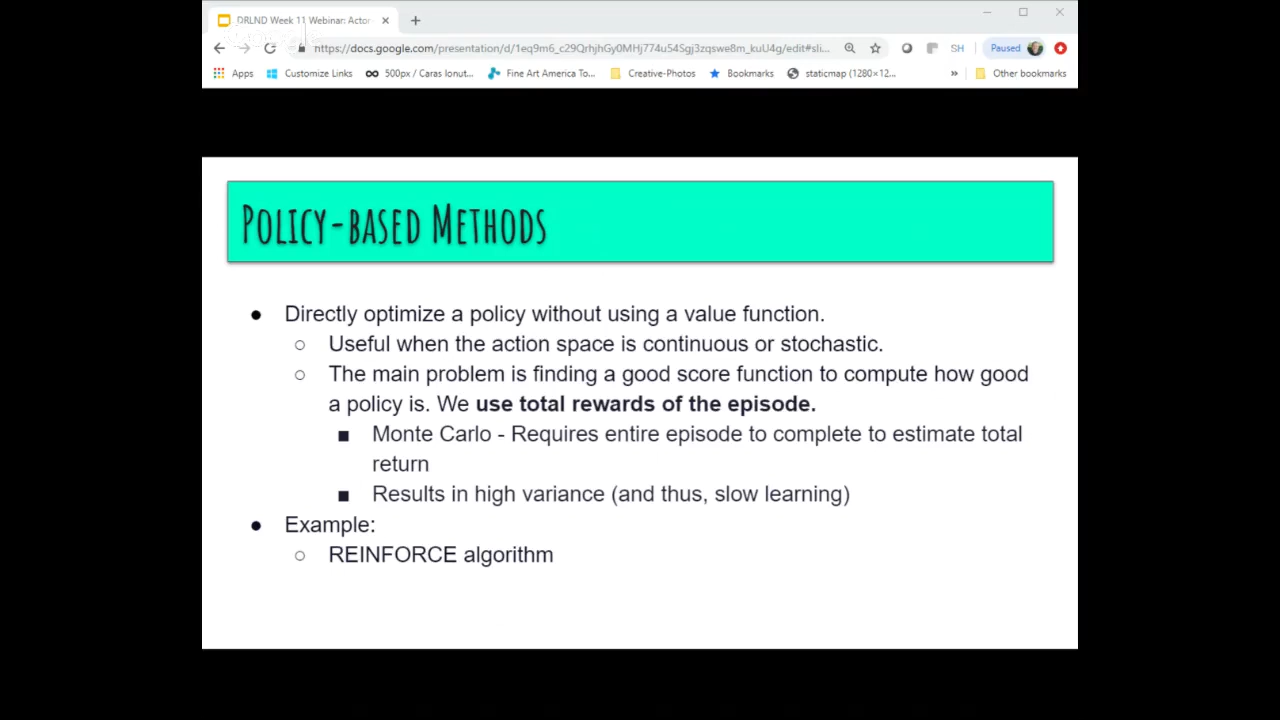 DRLND Week 11 Webinar: Actor-
https://docs.google.com/presentation/d/1eq9m6_c29QrhjhGy0MHj774u54Sgj3zqswe8m_kuU4g/edit#sli...
SH
Paused
Apps
Customize Links
500px / Caras Ionut...
Fine Art America To...
Creative-Photos
Bookmarks
staticmap (1280×12...
»
Other bookmarks
POLICY-BASED METHODS
● Directly optimize a policy without using a value function.
○ Useful when the action space is continuous or stochastic.
○ The main problem is finding a good score function to compute how good
a policy is. We use total rewards of the episode.
■ Monte Carlo - Requires entire episode to complete to estimate total
return
■ Results in high variance (and thus, slow learning)
● Example:
○ REINFORCE algorithm